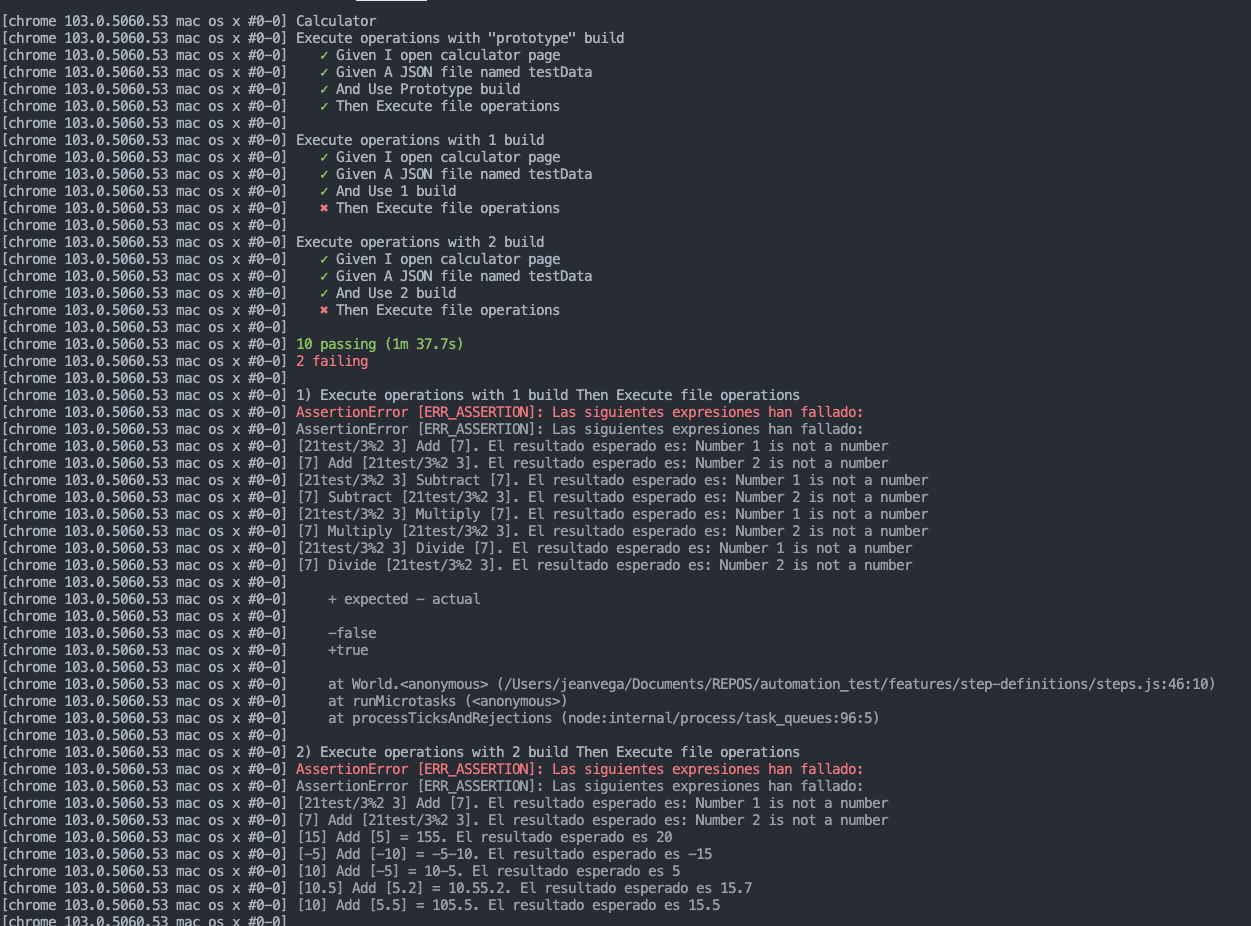 [chrome 103.0.5060.53 mac os x #0-0] Calculator
[chrome 103.0.5060.53 mac os x #0-0] Execute operations with "prototype" build
[chrome 103.0.5060.53 mac os x #0-0]    ✓ Given I open calculator page
[chrome 103.0.5060.53 mac os x #0-0]    ✓ Given A JSON file named testData
[chrome 103.0.5060.53 mac os x #0-0]    ✓ And Use Prototype build
[chrome 103.0.5060.53 mac os x #0-0]    ✓ Then Execute file operations
[chrome 103.0.5060.53 mac os x #0-0]
[chrome 103.0.5060.53 mac os x #0-0] Execute operations with 1 build
[chrome 103.0.5060.53 mac os x #0-0]    ✓ Given I open calculator page
[chrome 103.0.5060.53 mac os x #0-0]    ✓ Given A JSON file named testData
[chrome 103.0.5060.53 mac os x #0-0]    ✓ And Use 1 build
[chrome 103.0.5060.53 mac os x #0-0]    ✖ Then Execute file operations
[chrome 103.0.5060.53 mac os x #0-0]
[chrome 103.0.5060.53 mac os x #0-0] Execute operations with 2 build
[chrome 103.0.5060.53 mac os x #0-0]    ✓ Given I open calculator page
[chrome 103.0.5060.53 mac os x #0-0]    ✓ Given A JSON file named testData
[chrome 103.0.5060.53 mac os x #0-0]    ✓ And Use 2 build
[chrome 103.0.5060.53 mac os x #0-0]    ✖ Then Execute file operations
[chrome 103.0.5060.53 mac os x #0-0]
[chrome 103.0.5060.53 mac os x #0-0] 10 passing (1m 37.7s)
[chrome 103.0.5060.53 mac os x #0-0] 2 failing
[chrome 103.0.5060.53 mac os x #0-0]
[chrome 103.0.5060.53 mac os x #0-0] 1) Execute operations with 1 build Then Execute file operations
[chrome 103.0.5060.53 mac os x #0-0] AssertionError [ERR_ASSERTION]: Las siguientes expresiones han fallado:
[chrome 103.0.5060.53 mac os x #0-0] AssertionError [ERR_ASSERTION]: Las siguientes expresiones han fallado:
[chrome 103.0.5060.53 mac os x #0-0] [21test/3%2 3] Add [7]. El resultado esperado es: Number 1 is not a number
[chrome 103.0.5060.53 mac os x #0-0] [7] Add [21test/3%2 3]. El resultado esperado es: Number 2 is not a number
[chrome 103.0.5060.53 mac os x #0-0] [21test/3%2 3] Subtract [7]. El resultado esperado es: Number 1 is not a number
[chrome 103.0.5060.53 mac os x #0-0] [7] Subtract [21test/3%2 3]. El resultado esperado es: Number 2 is not a number
[chrome 103.0.5060.53 mac os x #0-0] [21test/3%2 3] Multiply [7]. El resultado esperado es: Number 1 is not a number
[chrome 103.0.5060.53 mac os x #0-0] [7] Multiply [21test/3%2 3]. El resultado esperado es: Number 2 is not a number
[chrome 103.0.5060.53 mac os x #0-0] [21test/3%2 3] Divide [7]. El resultado esperado es: Number 1 is not a number
[chrome 103.0.5060.53 mac os x #0-0] [7] Divide [21test/3%2 3]. El resultado esperado es: Number 2 is not a number
[chrome 103.0.5060.53 mac os x #0-0]
[chrome 103.0.5060.53 mac os x #0-0]     + expected - actual
[chrome 103.0.5060.53 mac os x #0-0]
[chrome 103.0.5060.53 mac os x #0-0]     -false
[chrome 103.0.5060.53 mac os x #0-0]     +true
[chrome 103.0.5060.53 mac os x #0-0]
[chrome 103.0.5060.53 mac os x #0-0]     at World.<anonymous> (/Users/jeanvega/Documents/REPOS/automation_test/features/step-definitions/steps.js:46:10)
[chrome 103.0.5060.53 mac os x #0-0]     at runMicrotasks (<anonymous>)
[chrome 103.0.5060.53 mac os x #0-0]     at processTicksAndRejections (node:internal/process/task_queues:96:5)
[chrome 103.0.5060.53 mac os x #0-0]
[chrome 103.0.5060.53 mac os x #0-0] 2) Execute operations with 2 build Then Execute file operations
[chrome 103.0.5060.53 mac os x #0-0] AssertionError [ERR_ASSERTION]: Las siguientes expresiones han fallado:
[chrome 103.0.5060.53 mac os x #0-0] AssertionError [ERR_ASSERTION]: Las siguientes expresiones han fallado:
[chrome 103.0.5060.53 mac os x #0-0] [21test/3%2 3] Add [7]. El resultado esperado es: Number 1 is not a number
[chrome 103.0.5060.53 mac os x #0-0] [7] Add [21test/3%2 3]. El resultado esperado es: Number 2 is not a number
[chrome 103.0.5060.53 mac os x #0-0] [15] Add [5] = 155. El resultado esperado es 20
[chrome 103.0.5060.53 mac os x #0-0] [-5] Add [-10] = -5-10. El resultado esperado es -15
[chrome 103.0.5060.53 mac os x #0-0] [10] Add [-5] = 10-5. El resultado esperado es 5
[chrome 103.0.5060.53 mac os x #0-0] [10.5] Add [5.2] = 10.55.2. El resultado esperado es 15.7
[chrome 103.0.5060.53 mac os x #0-0] [10] Add [5.5] = 105.5. El resultado esperado es 15.5
[chrome 103.0.5060.53 mac os x #0-0]